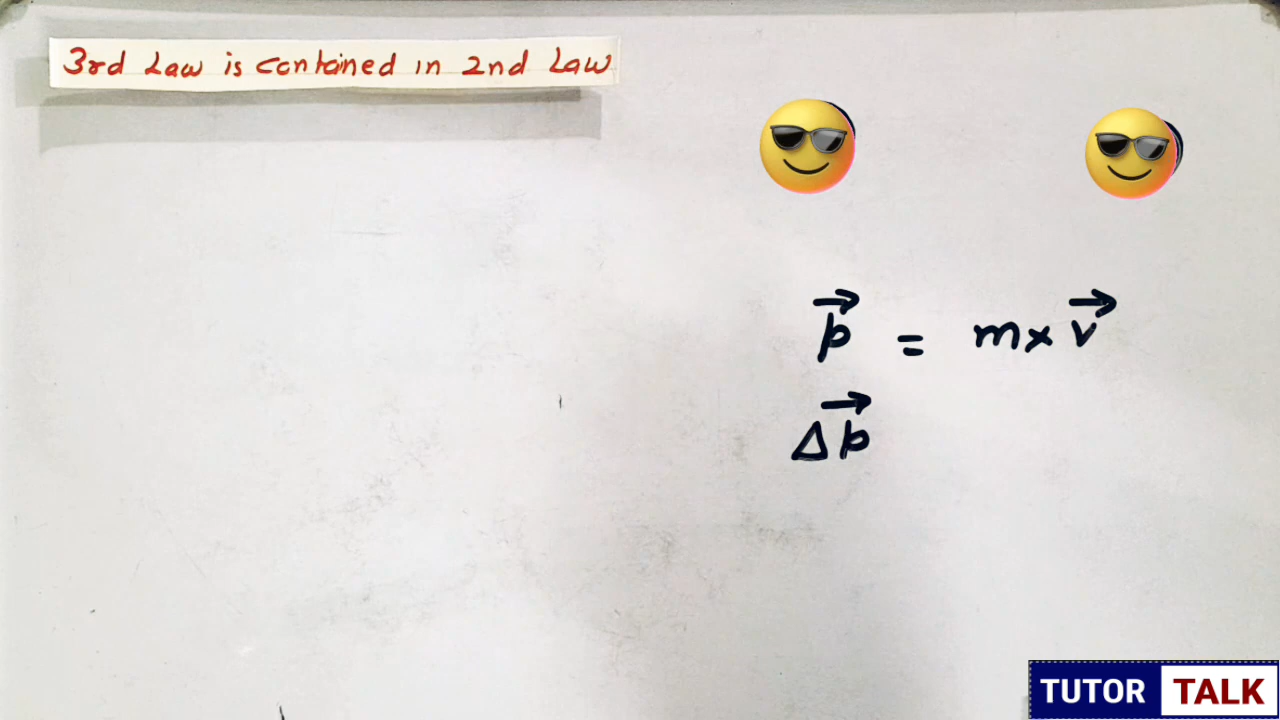 3rd Law is contained in 2nd Law
p⃗ = m × v⃗
Δp⃗
TUTOR TALK